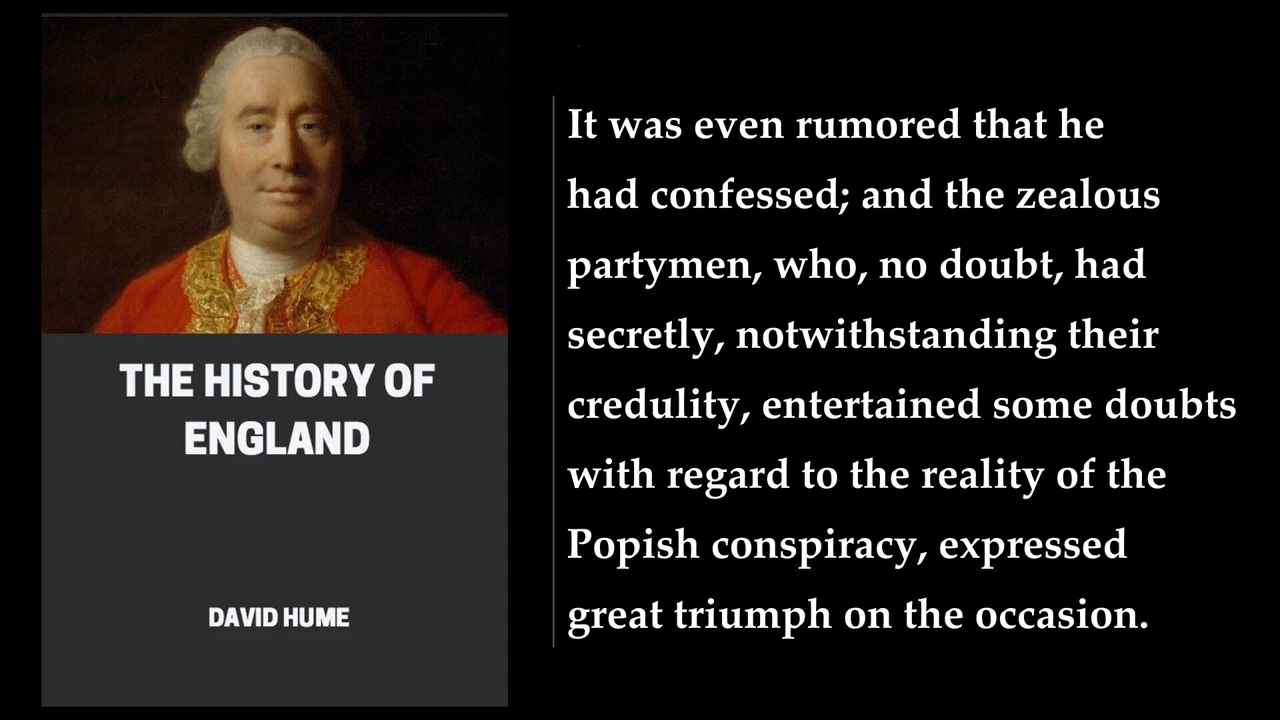 THE HISTORY OF
ENGLAND
DAVID HUME
It was even rumored that he
had confessed; and the zealous
partymen, who, no doubt, had
secretly, notwithstanding their
credulity, entertained some doubts
with regard to the reality of the
Popish conspiracy, expressed
great triumph on the occasion.